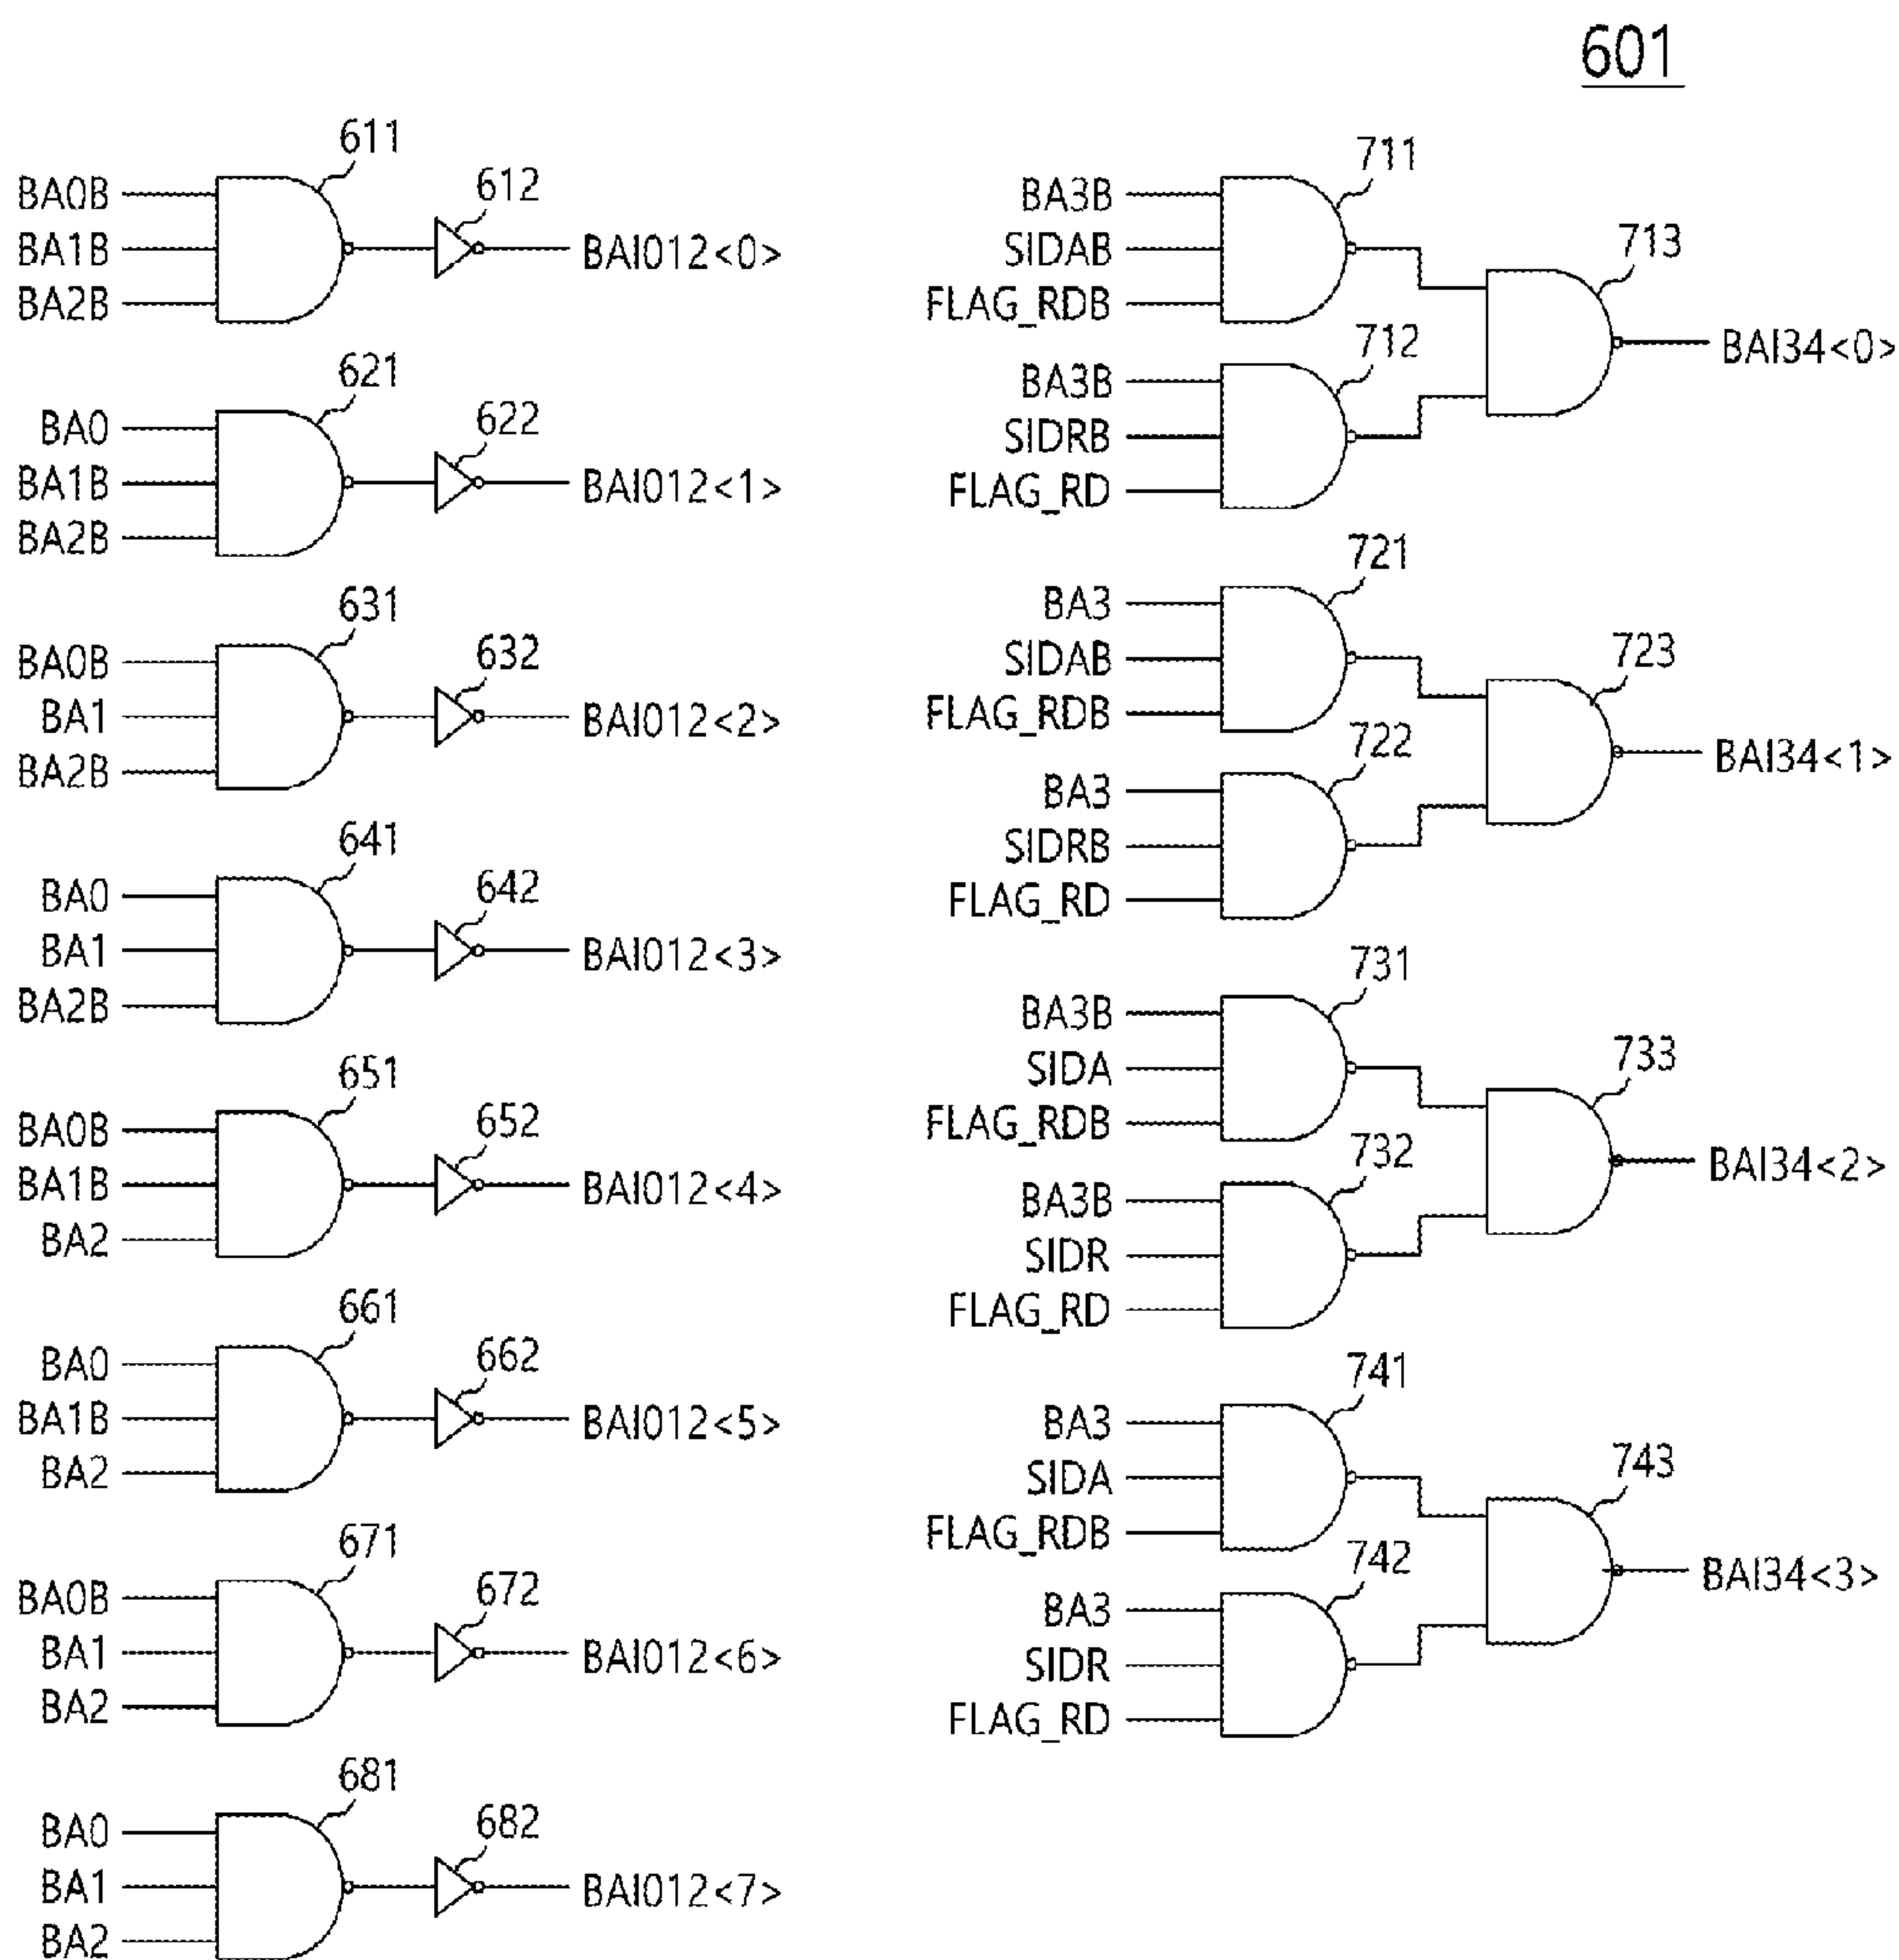 601
611
612
BA0B
BA1B
BA2B
BAI012<0>
621
622
BA0
BA1B
BA2B
BAI012<1>
631
632
BA0B
BA1
BA2B
BAI012<2>
641
642
BA0
BA1
BA2B
BAI012<3>
651
652
BA0B
BA1B
BA2
BAI012<4>
661
662
BA0
BA1B
BA2
BAI012<5>
671
672
BA0B
BA1
BA2
BAI012<6>
681
682
BA0
BA1
BA2
BAI012<7>
711
BA3B
SIDAB
FLAG_RDB
713
BAI34<0>
712
BA3B
SIDRB
FLAG_RD
721
BA3
SIDAB
FLAG_RDB
723
BAI34<1>
722
BA3
SIDRB
FLAG_RD
731
BA3B
SIDA
FLAG_RDB
733
BAI34<2>
732
BA3B
SIDR
FLAG_RD
741
BA3
SIDA
FLAG_RDB
743
BAI34<3>
742
BA3
SIDR
FLAG_RD